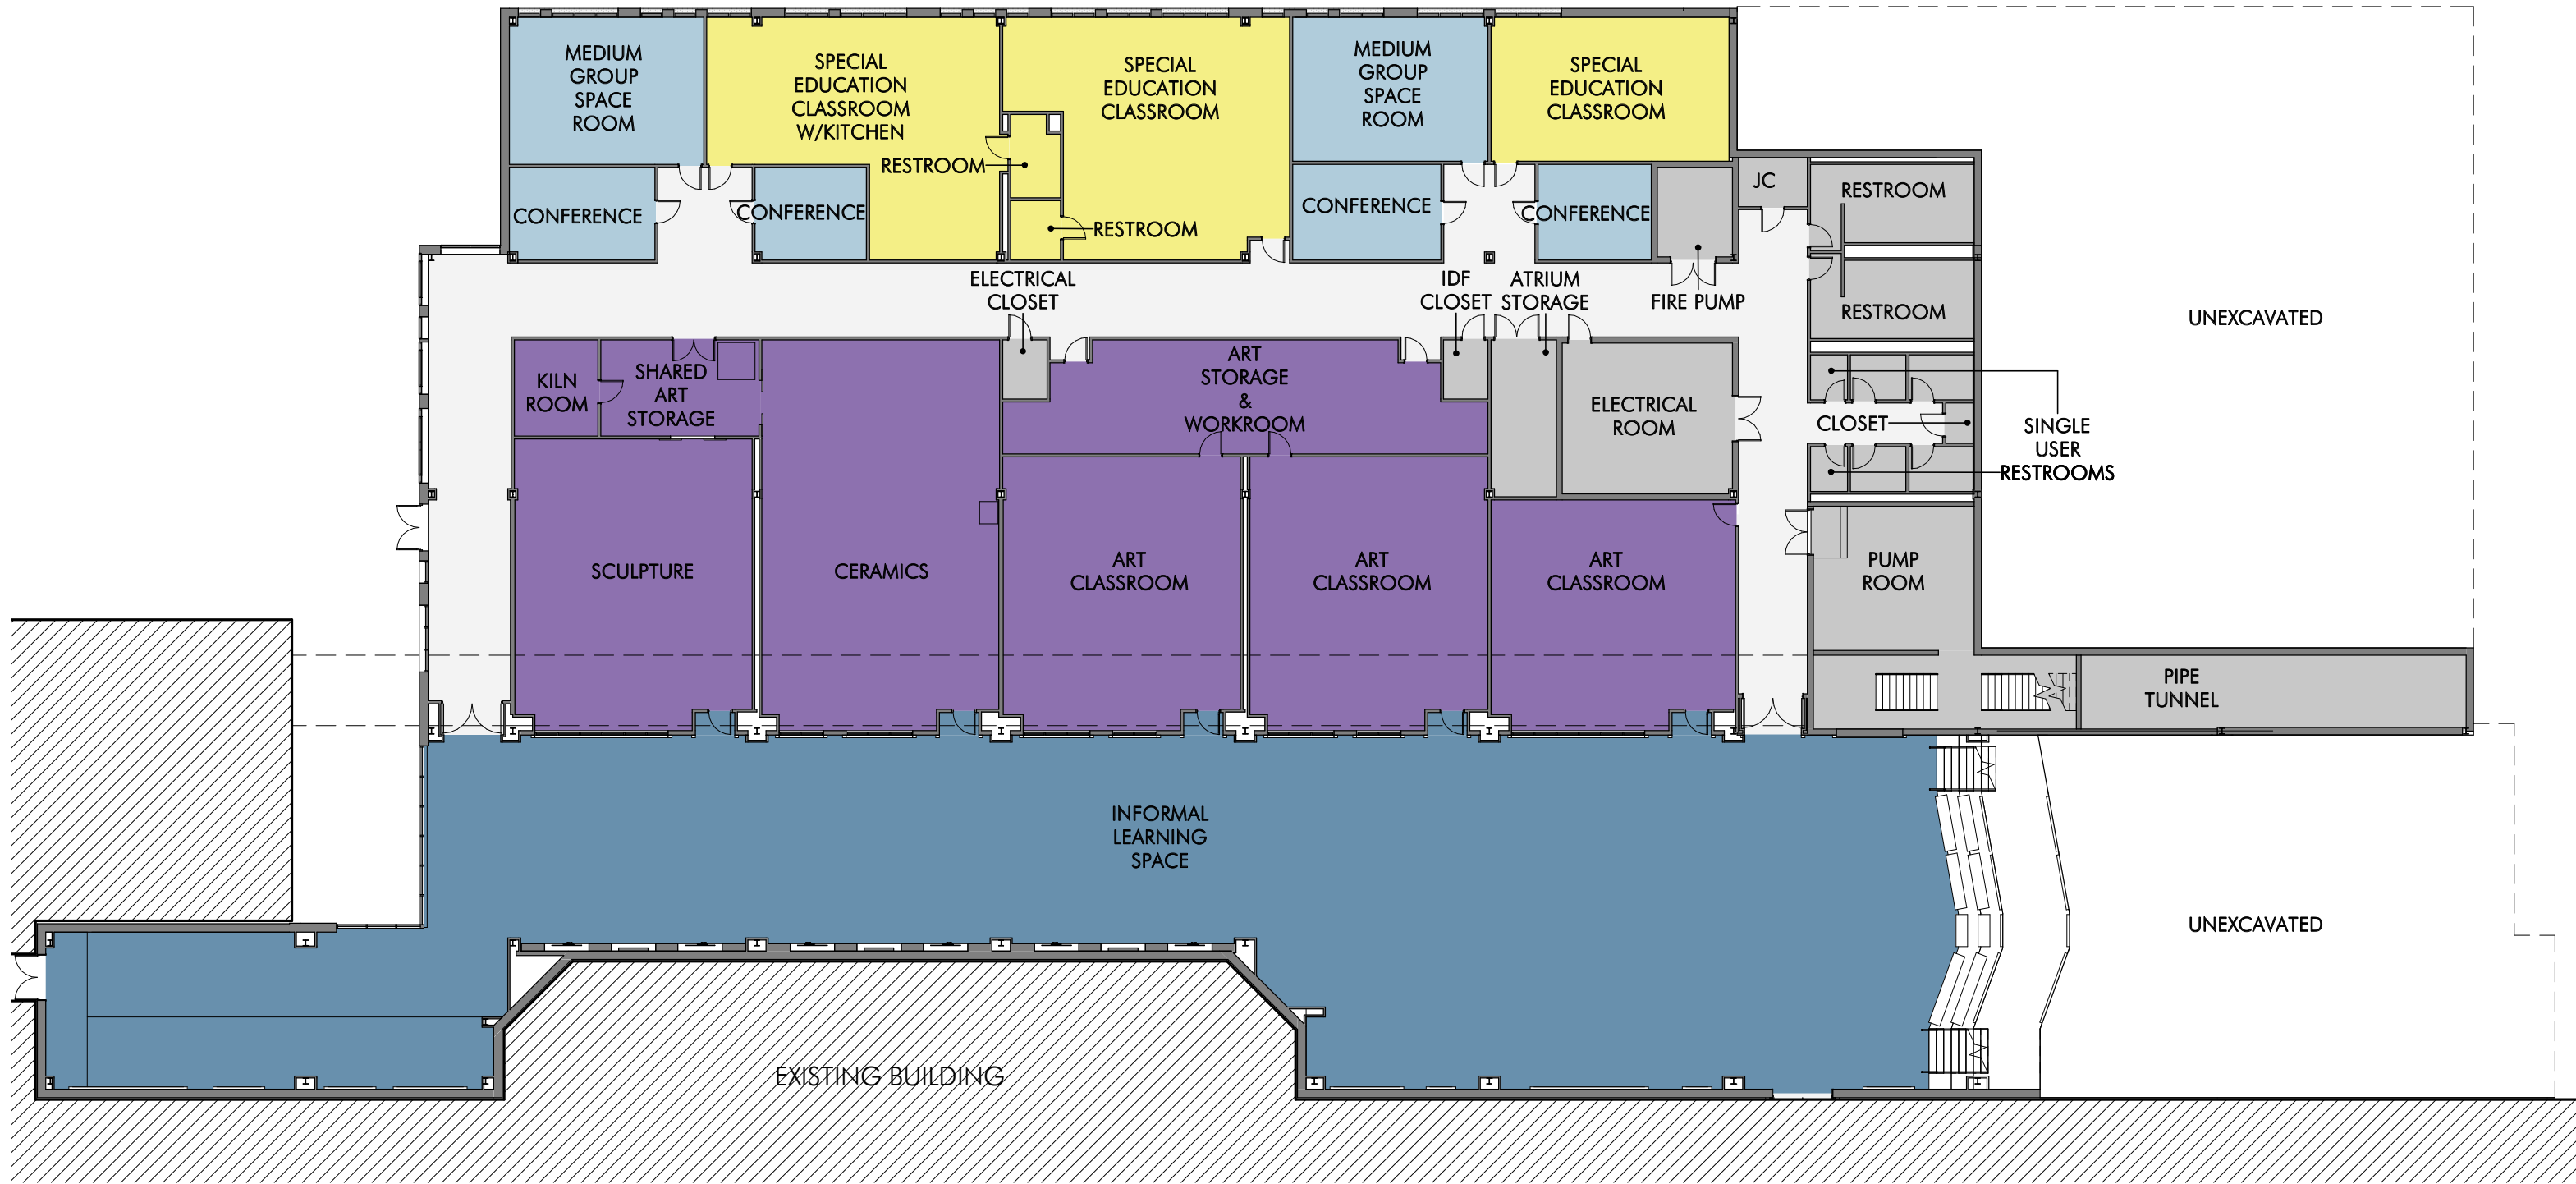 MEDIUM
GROUP
SPACE
ROOM
SPECIAL
EDUCATION
CLASSROOM
W/KITCHEN
SPECIAL
EDUCATION
CLASSROOM
MEDIUM
GROUP
SPACE
ROOM
SPECIAL
EDUCATION
CLASSROOM
RESTROOM
JC
RESTROOM
CONFERENCE
CONFERENCE
RESTROOM
CONFERENCE
CONFERENCE
ELECTRICAL
CLOSET
IDF
CLOSET
ATRIUM
STORAGE
FIRE PUMP
RESTROOM
UNEXCAVATED
KILN
ROOM
SHARED
ART
STORAGE
ART
STORAGE
&
WORKROOM
ELECTRICAL
ROOM
CLOSET
SINGLE
USER
RESTROOMS
SCULPTURE
CERAMICS
ART
CLASSROOM
ART
CLASSROOM
ART
CLASSROOM
PUMP
ROOM
PIPE
TUNNEL
INFORMAL
LEARNING
SPACE
UNEXCAVATED
EXISTING BUILDING